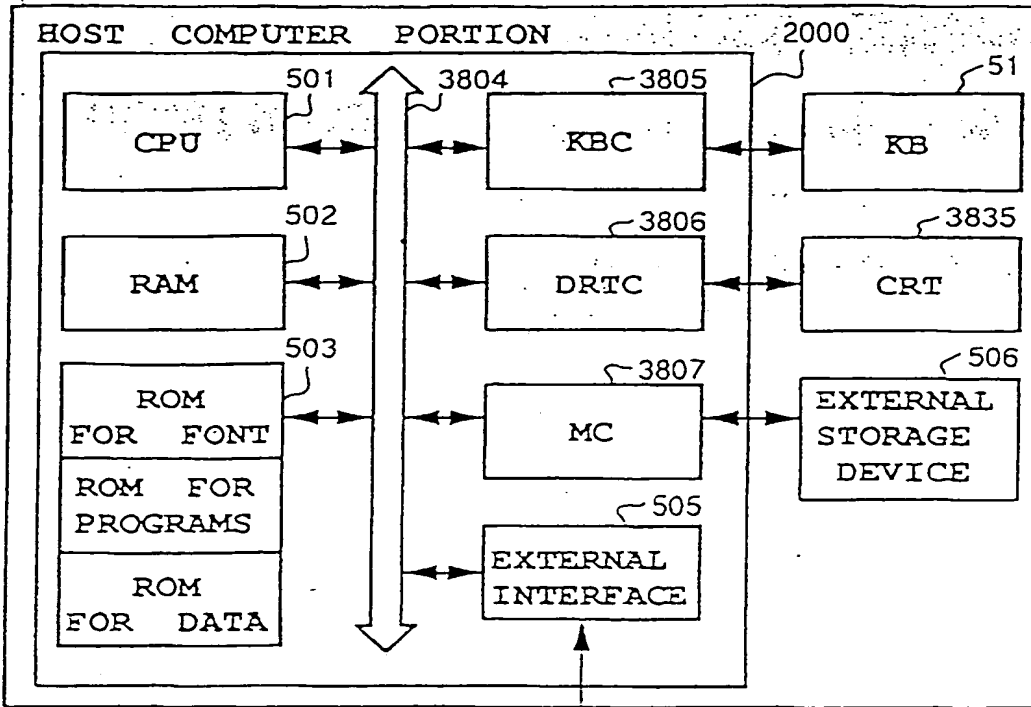 HOST COMPUTER PORTION
2000
501
3804
3805
51
CPU
KBC
KB
502
3806
3835
RAM
DRTC
CRT
503
3807
506
ROM
FOR FONT
MC
EXTERNAL
STORAGE
DEVICE
ROM FOR
PROGRAMS
505
EXTERNAL
INTERFACE
ROM
FOR DATA